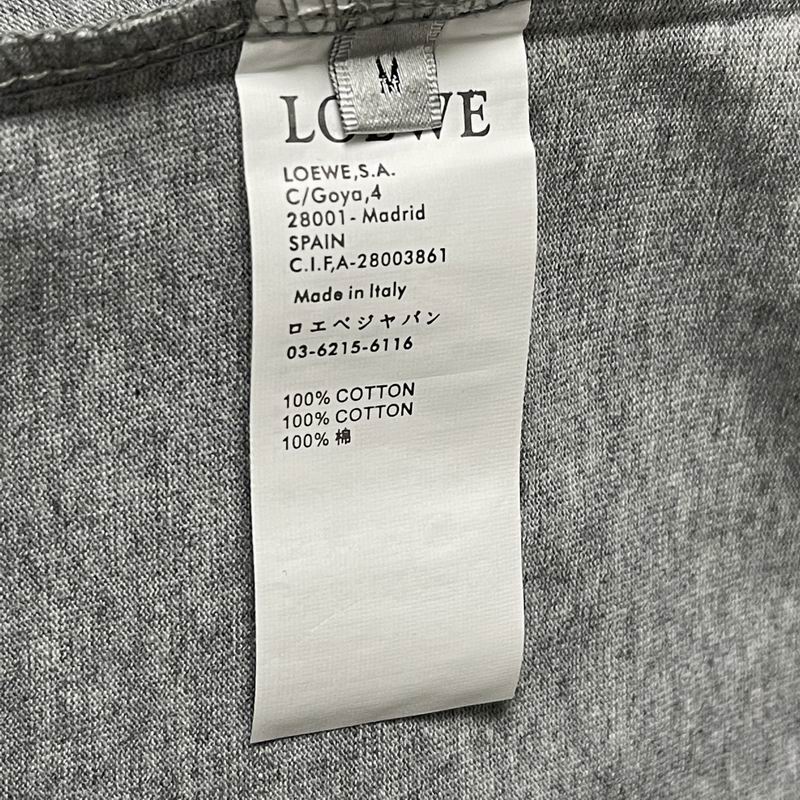 M
LOEWE
LOEWE,S.A.
C/Goya,4
28001- Madrid
SPAIN
C.I.F,A-28003861
Made in Italy
ロエベジャパン
03-6215-6116
100% COTTON
100% COTTON
100% 棉